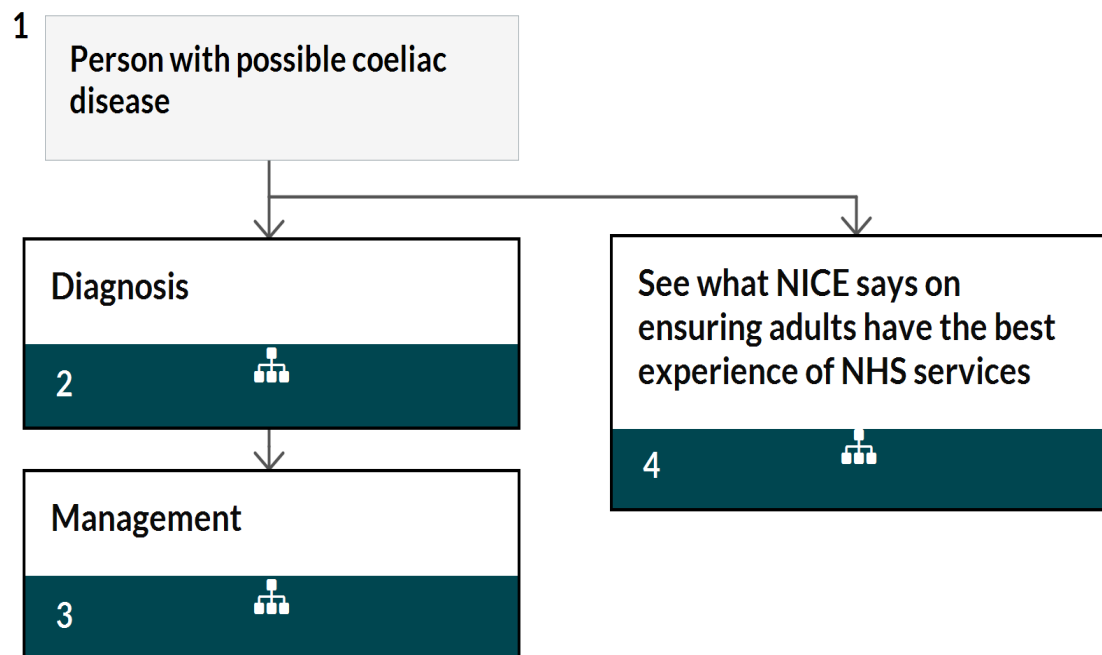 1
Person with possible coeliac
disease
Diagnosis
2
See what NICE says on
ensuring adults have the best
experience of NHS services
4
Management
3